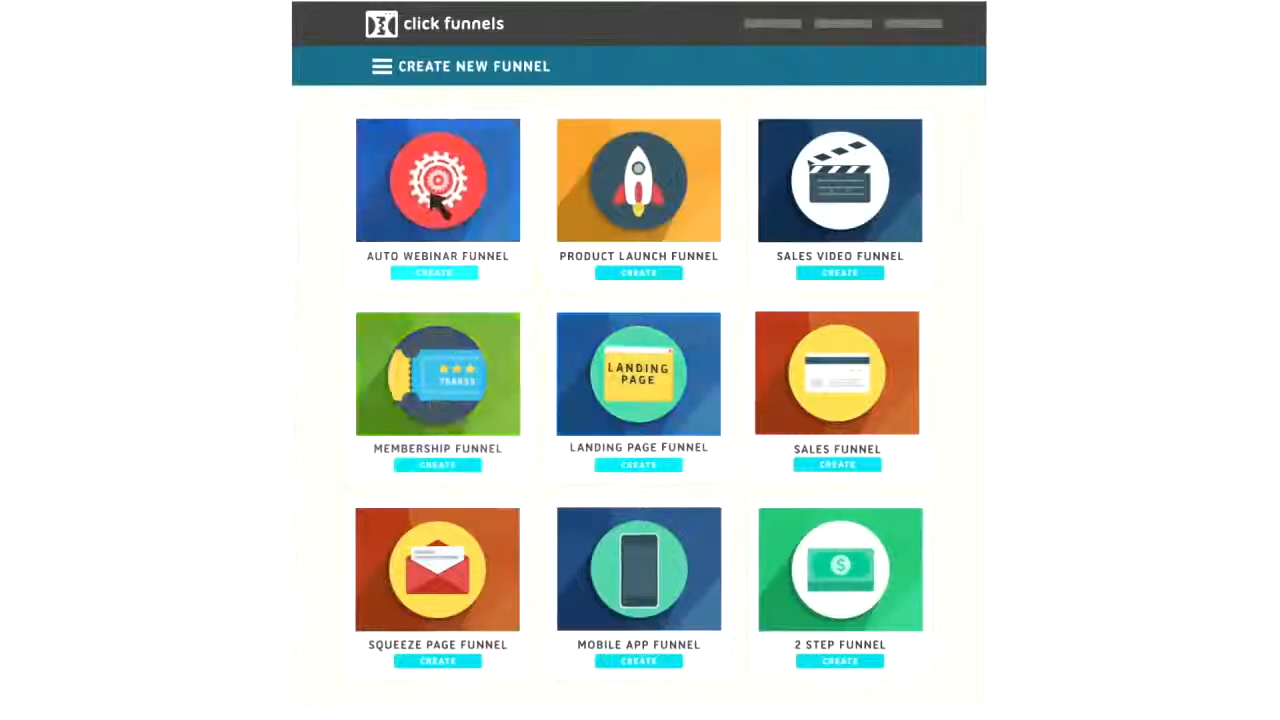 click funnels
CREATE NEW FUNNEL
AUTO WEBINAR FUNNEL
CREATE
PRODUCT LAUNCH FUNNEL
CREATE
SALES VIDEO FUNNEL
CREATE
MEMBERSHIP FUNNEL
CREATE
LANDING
PAGE
LANDING PAGE FUNNEL
CREATE
SALES FUNNEL
CREATE
SQUEEZE PAGE FUNNEL
CREATE
MOBILE APP FUNNEL
CREATE
$
2 STEP FUNNEL
CREATE